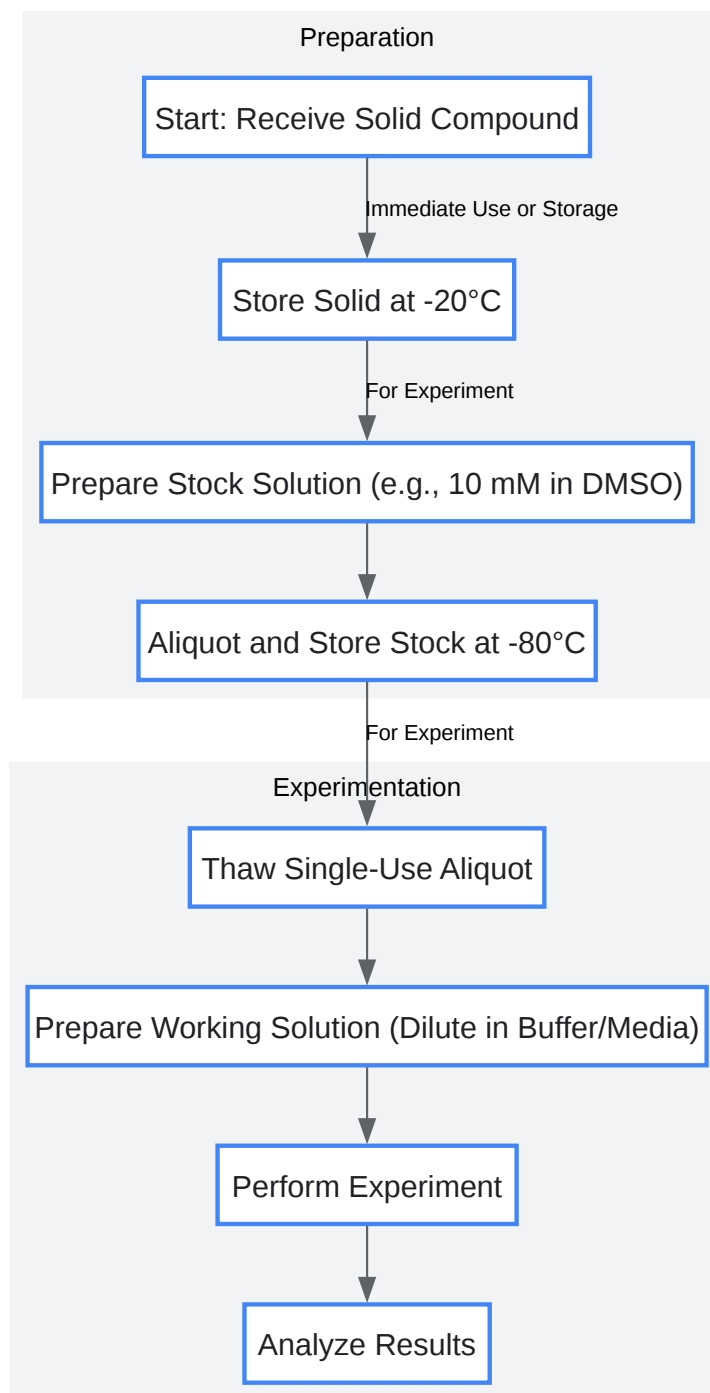 Preparation
Start: Receive Solid Compound
Immediate Use or Storage
Store Solid at -20°C
For Experiment
Prepare Stock Solution (e.g., 10 mM in DMSO)
Aliquot and Store Stock at -80°C
For Experiment
Experimentation
Thaw Single-Use Aliquot
Prepare Working Solution (Dilute in Buffer/Media)
Perform Experiment
Analyze Results